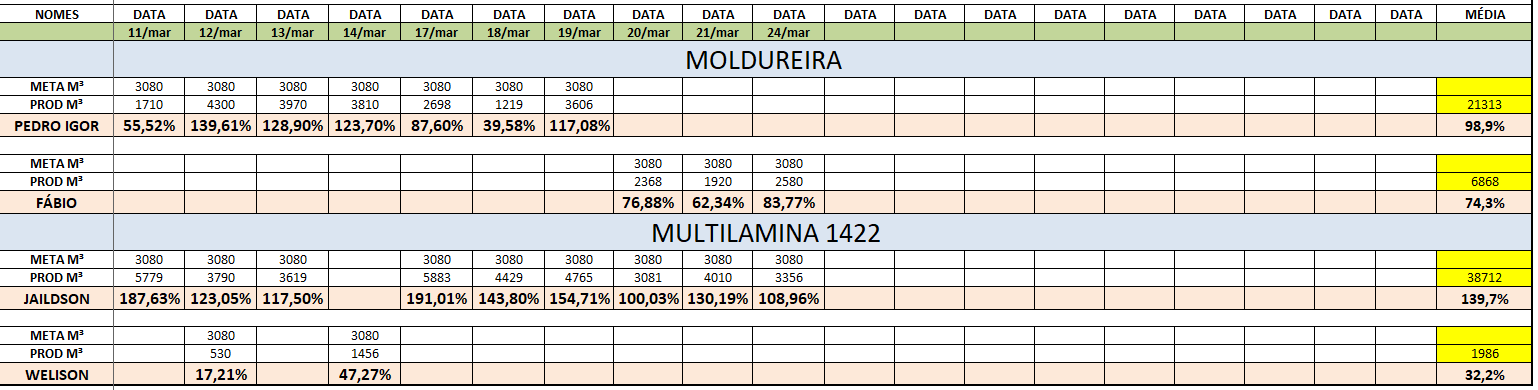 NOMES DATA DATA DATA DATA DATA DATA DATA DATA DATA DATA DATA DATA DATA DATA DATA DATA DATA DATA DATA MÉDIA
11/mar 12/mar 13/mar 14/mar 17/mar 18/mar 19/mar 20/mar 21/mar 24/mar
MOLDUREIRA
META M³ 3080 3080 3080 3080 3080 3080 3080
PROD M³ 1710 4300 3970 3810 2698 1219 3606 21313
PEDRO IGOR 55,52% 139,61% 128,90% 123,70% 87,60% 39,58% 117,08% 98,9%
META M³ 3080 3080 3080
PROD M³ 2368 1920 2580 6868
FÁBIO 76,88% 62,34% 83,77% 74,3%
MULTILAMINA 1422
META M³ 3080 3080 3080 3080 3080 3080 3080 3080 3080
PROD M³ 5779 3790 3619 5883 4429 4765 3081 4010 3356 38712
JAILDSON 187,63% 123,05% 117,50% 191,01% 143,80% 154,71% 100,03% 130,19% 108,96% 139,7%
META M³ 3080 3080
PROD M³ 530 1456 1986
WELISON 17,21% 47,27% 32,2%